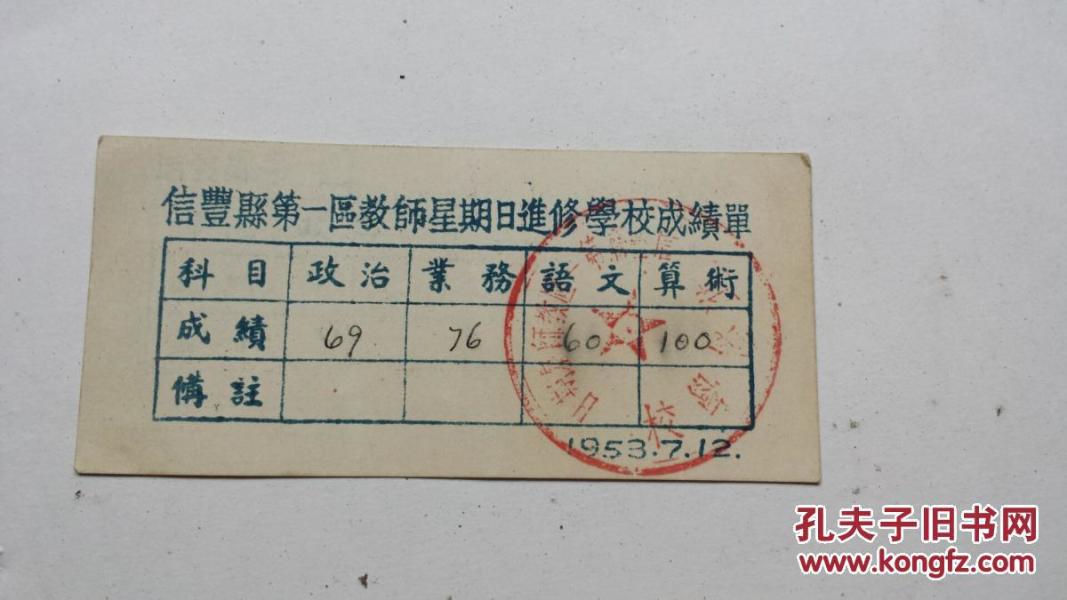 信豐縣第一區教師星期日進修學校成績單
科目 政治 業務 語文 算術
成績 69 76 60 100
備註
1953.7.12.
孔夫子旧书网
www.kongfz.com